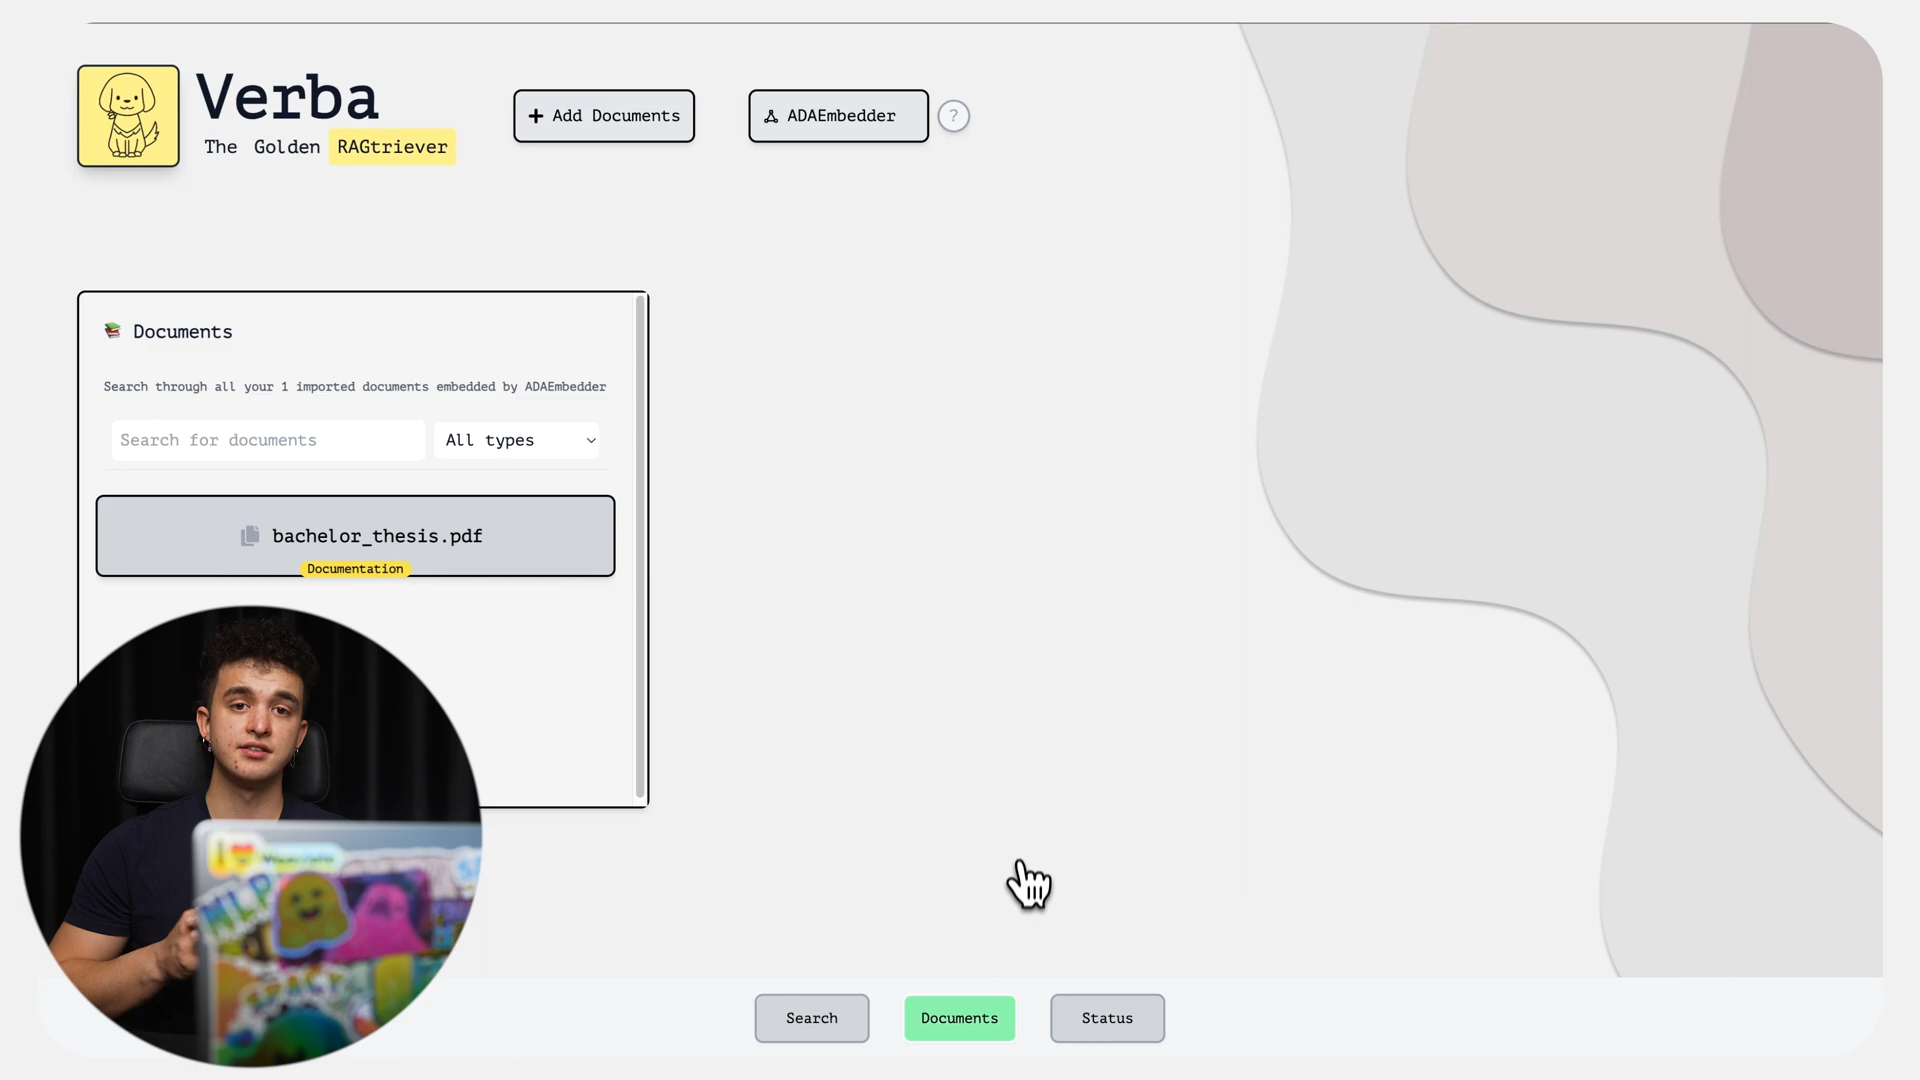 Verba
The Golden RAGtriever
+ Add Documents
ADAEmbedder
?
Documents
Search through all your 1 imported documents embedded by ADAEmbedder
Search for documents
All types
bachelor_thesis.pdf
Documentation
NLP
Search
Documents
Status